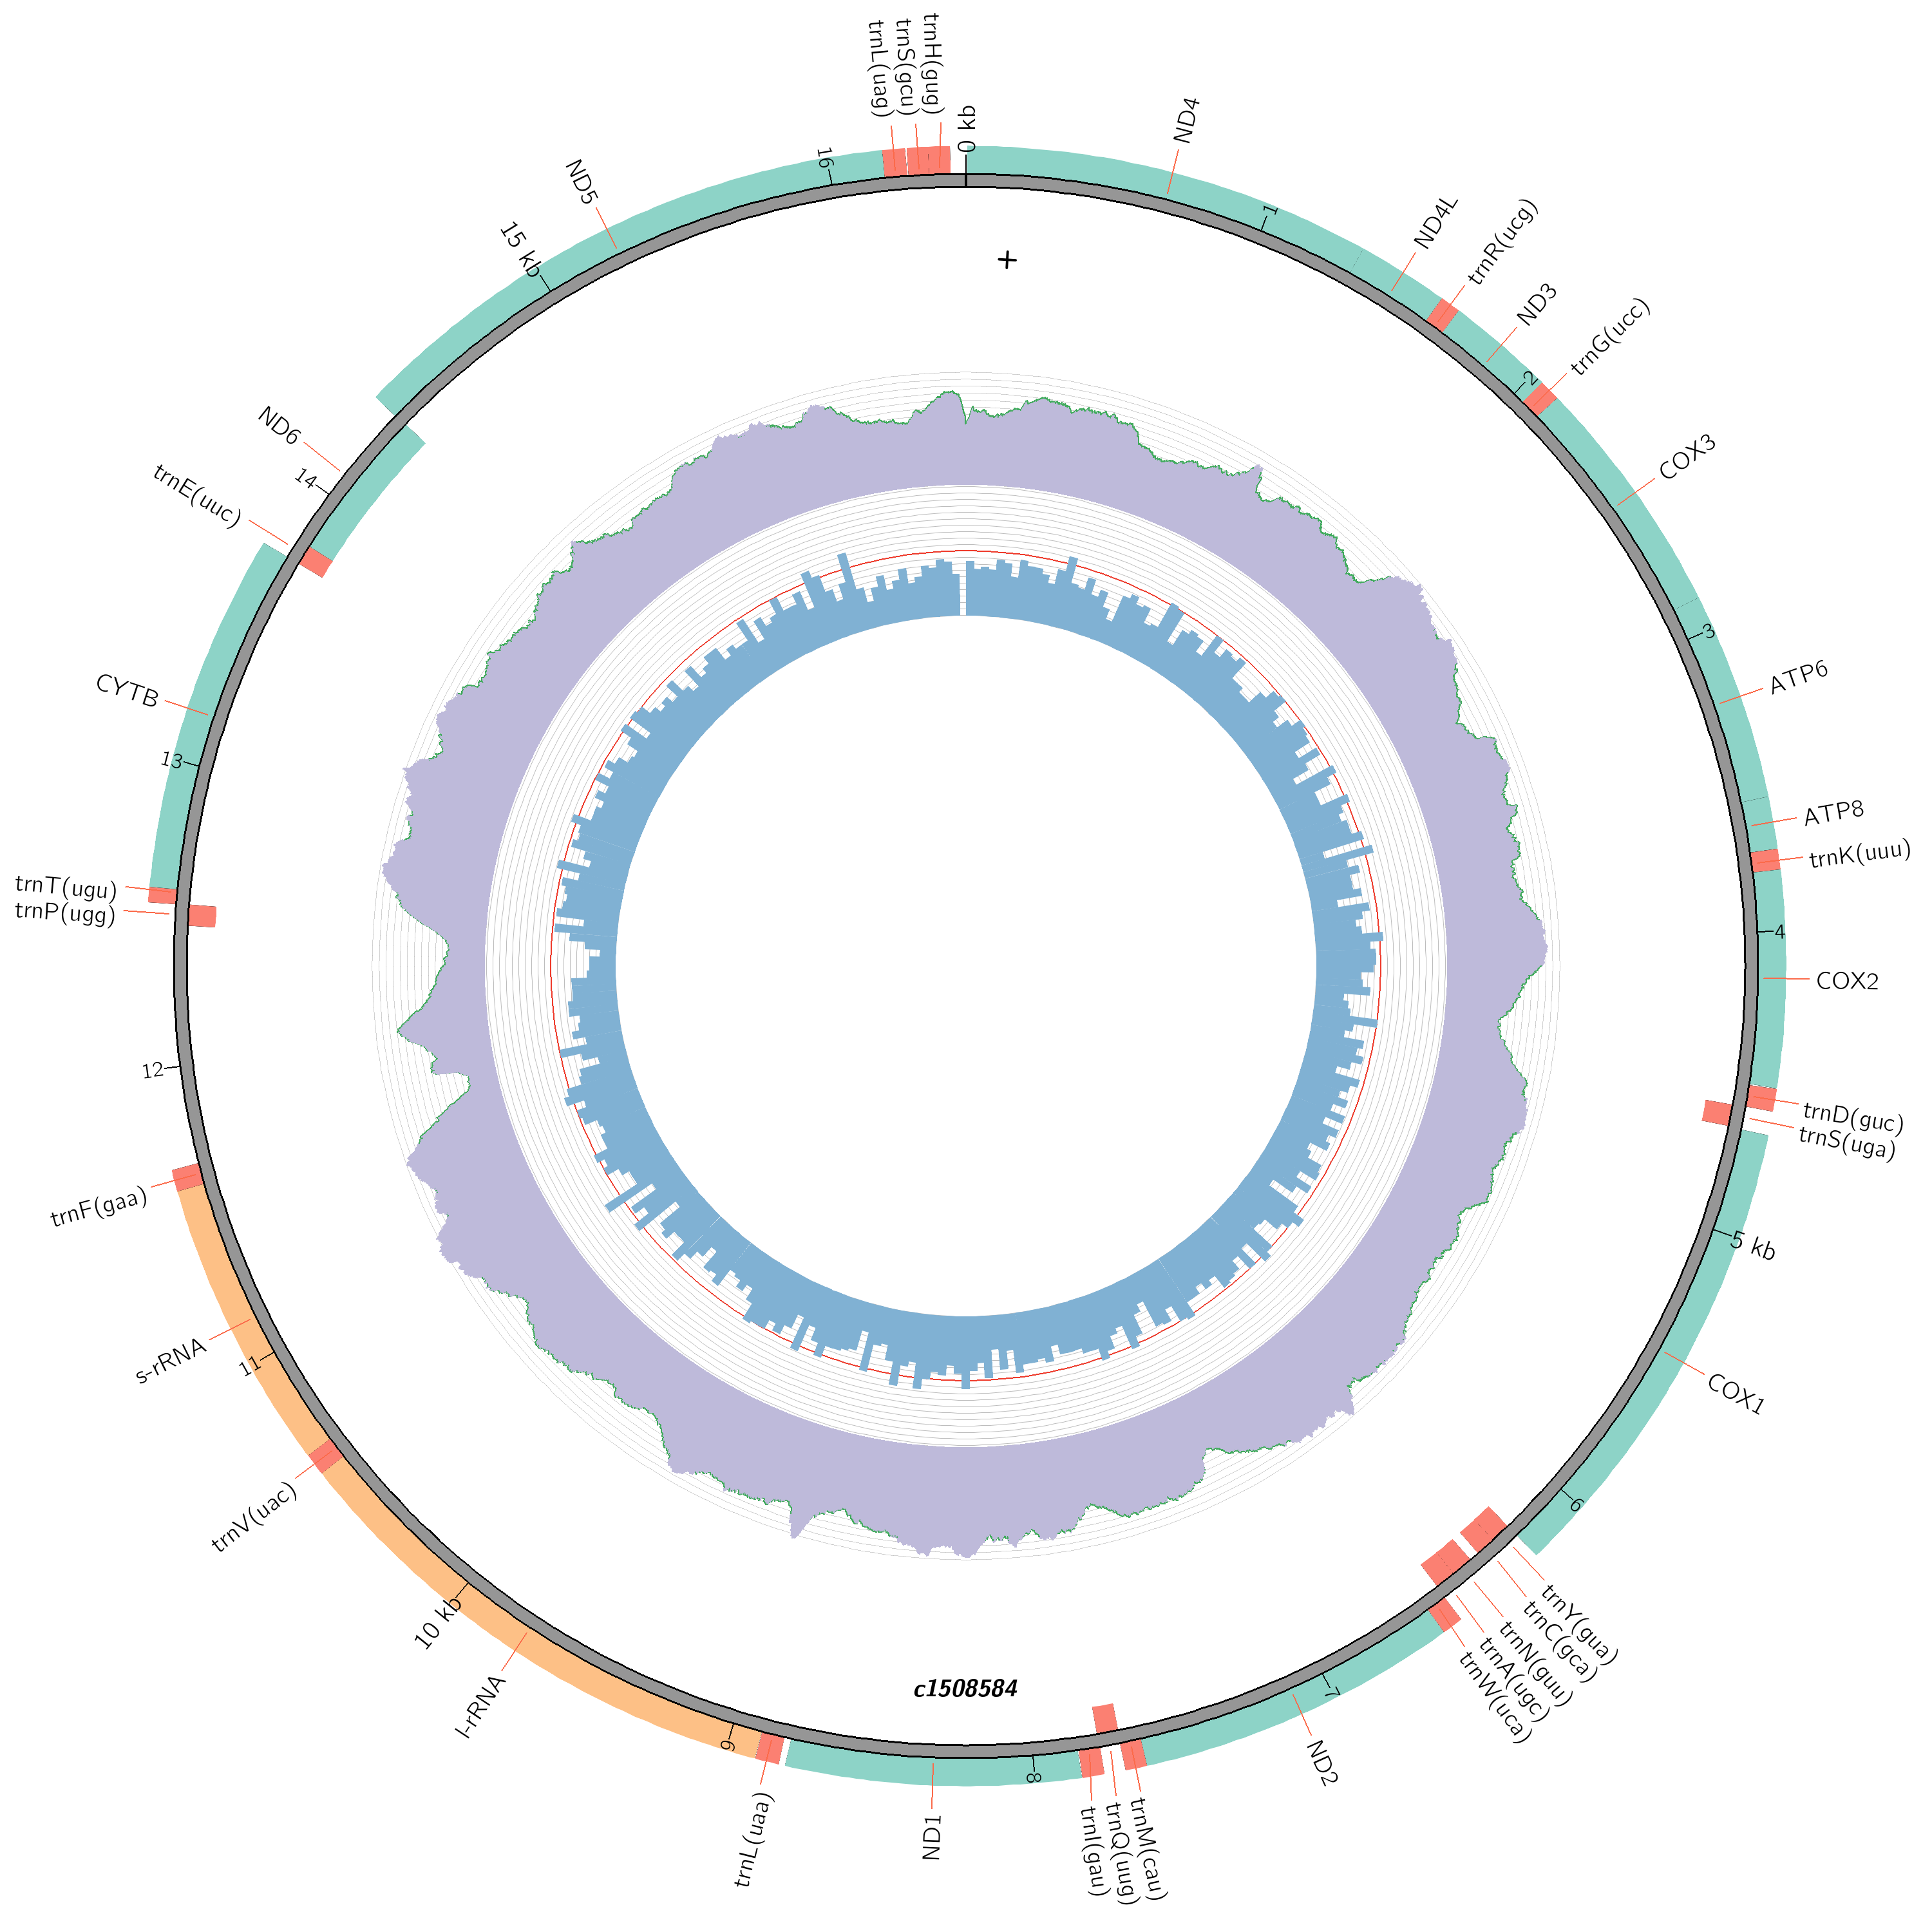 0 kb
ND4
1
ND4L
trnR(ucg)
ND3
2
trnG(ucc)
COX3
3
ATP6
ATP8
trnK(uuu)
4
COX2
trnD(guc)
trnS(uga)
5 kb
COX1
6
trnY(gua)
trnC(gca)
trnN(guu)
trnA(ugc)
trnW(uca)
7
ND2
trnM(cau)
trnQ(uug)
trnI(gau)
8
ND1
trnL(uaa)
9
l-rRNA
10 kb
trnV(uac)
11
s-rRNA
trnF(gaa)
12
trnP(ugg)
trnT(ugu)
13
CYTB
trnE(uuc)
14
ND6
15 kb
ND5
16
trnL(uag)
trnS(gcu)
trnH(gug)
+
c1508584